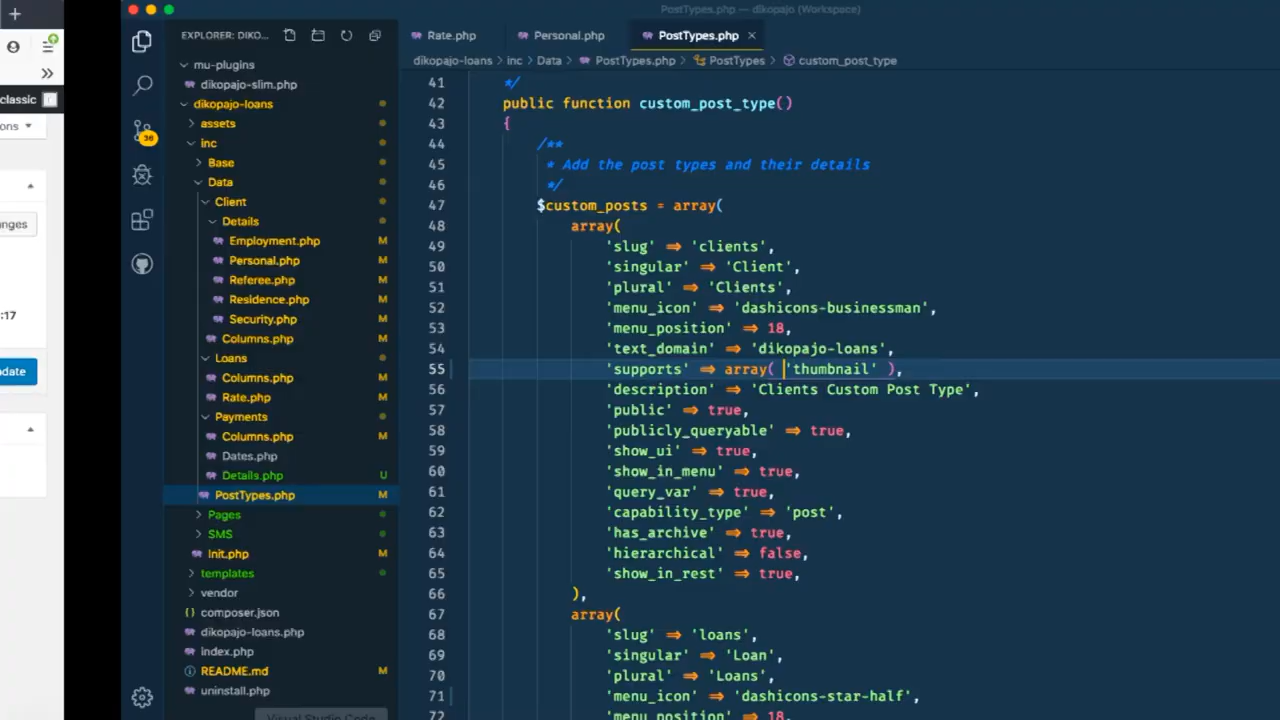 PostTypes.php — dikopajo (Workspace)
classic
ons
anges
:17
date
36
EXPLORER: DIKO...
mu-plugins
dikopajo-slim.php
dikopajo-loans
assets
inc
Base
Data
Client
Details
Employment.php M
Personal.php M
Referee.php M
Residence.php M
Security.php M
Columns.php M
Loans
Columns.php M
Rate.php M
Payments
Columns.php M
Dates.php
Details.php U
PostTypes.php M
Pages
SMS
Init.php M
templates
vendor
composer.json
dikopajo-loans.php
index.php
README.md M
uninstall.php
Visual Studio Code
Rate.php Personal.php PostTypes.php
dikopajo-loans › inc › Data › PostTypes.php › PostTypes › custom_post_type
41 */
42 public function custom_post_type()
43 {
44 /**
45 * Add the post types and their details
46 */
47 $custom_posts = array(
48 array(
49 'slug' => 'clients',
50 'singular' => 'Client',
51 'plural' => 'Clients',
52 'menu_icon' => 'dashicons-businessman',
53 'menu_position' => 18,
54 'text_domain' => 'dikopajo-loans',
55 'supports' => array( 'thumbnail' ),
56 'description' => 'Clients Custom Post Type',
57 'public' => true,
58 'publicly_queryable' => true,
59 'show_ui' => true,
60 'show_in_menu' => true,
61 'query_var' => true,
62 'capability_type' => 'post',
63 'has_archive' => true,
64 'hierarchical' => false,
65 'show_in_rest' => true,
66 ),
67 array(
68 'slug' => 'loans',
69 'singular' => 'Loan',
70 'plural' => 'Loans',
71 'menu_icon' => 'dashicons-star-half',
72 'menu_position' => 18,